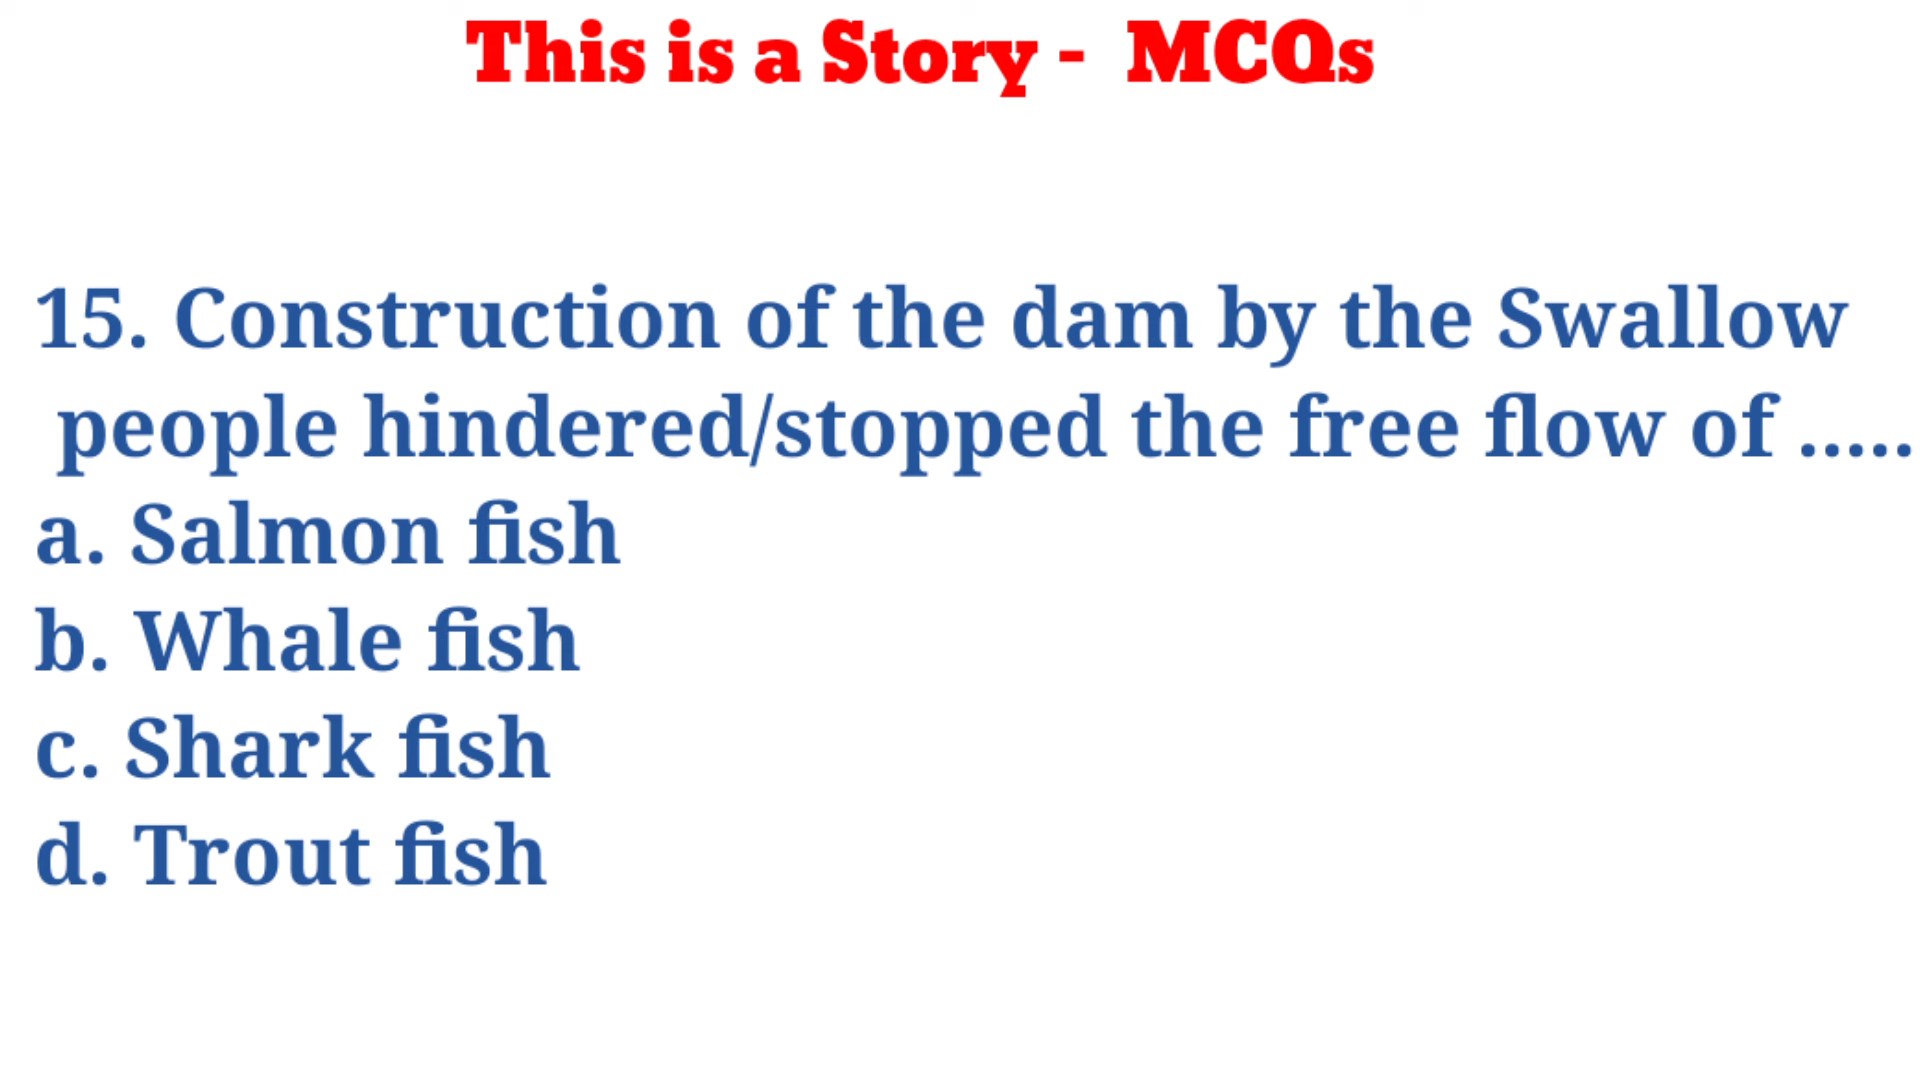 This is a Story - MCQs
15. Construction of the dam by the Swallow
people hindered/stopped the free flow of .....
a. Salmon fish
b. Whale fish
c. Shark fish
d. Trout fish